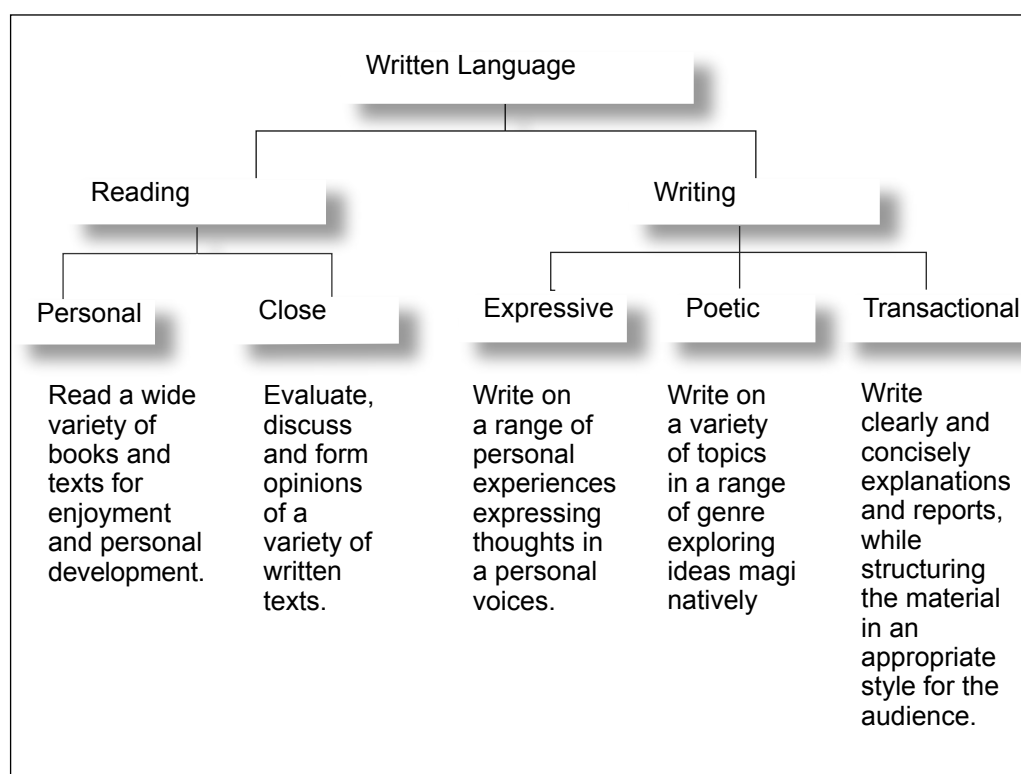 Written Language
Reading
Writing
Personal
Close
Expressive
Poetic
Transactional
Read a wide
variety of
books and
texts for
enjoyment
and personal
development.
Evaluate,
discuss
and form
opinions
of a
variety of
written
texts.
Write on
a range of
personal
experiences
expressing
thoughts in
a personal
voices.
Write on
a variety
of topics
in a range
of genre
exploring
ideas magi
natively
Write
clearly and
concisely
explanations
and reports,
while
structuring
the material
in an
appropriate
style for the
audience.